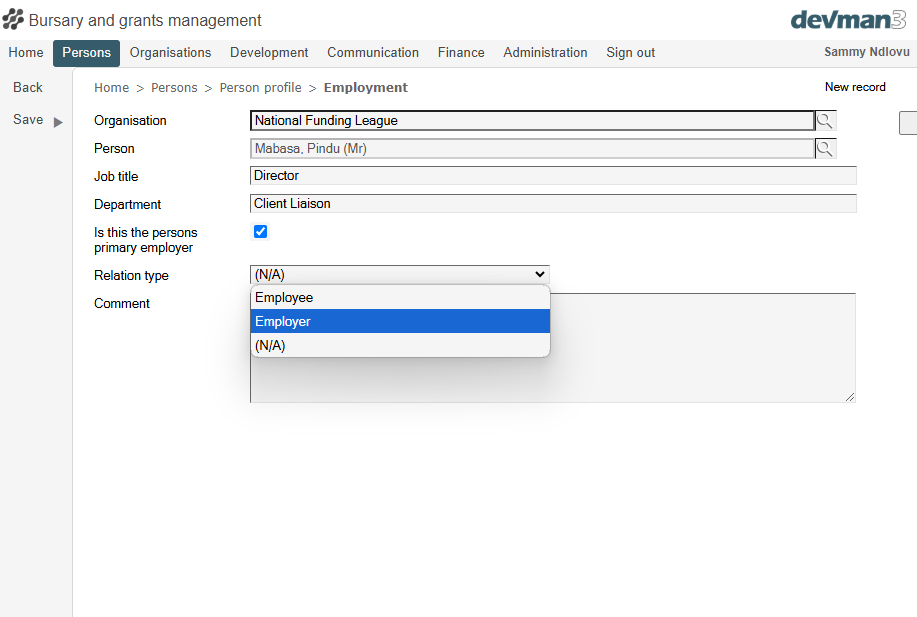 Bursary and grants management
devman3
Home Persons Organisations Development Communication Finance Administration Sign out Sammy Ndlovu
Back
Home > Persons > Person profile > Employment
New record
Save
Organisation National Funding League
Person Mabasa, Pindu (Mr)
Job title Director
Department Client Liaison
Is this the persons
primary employer
Relation type (N/A)
Employee
Comment
Employer
(N/A)